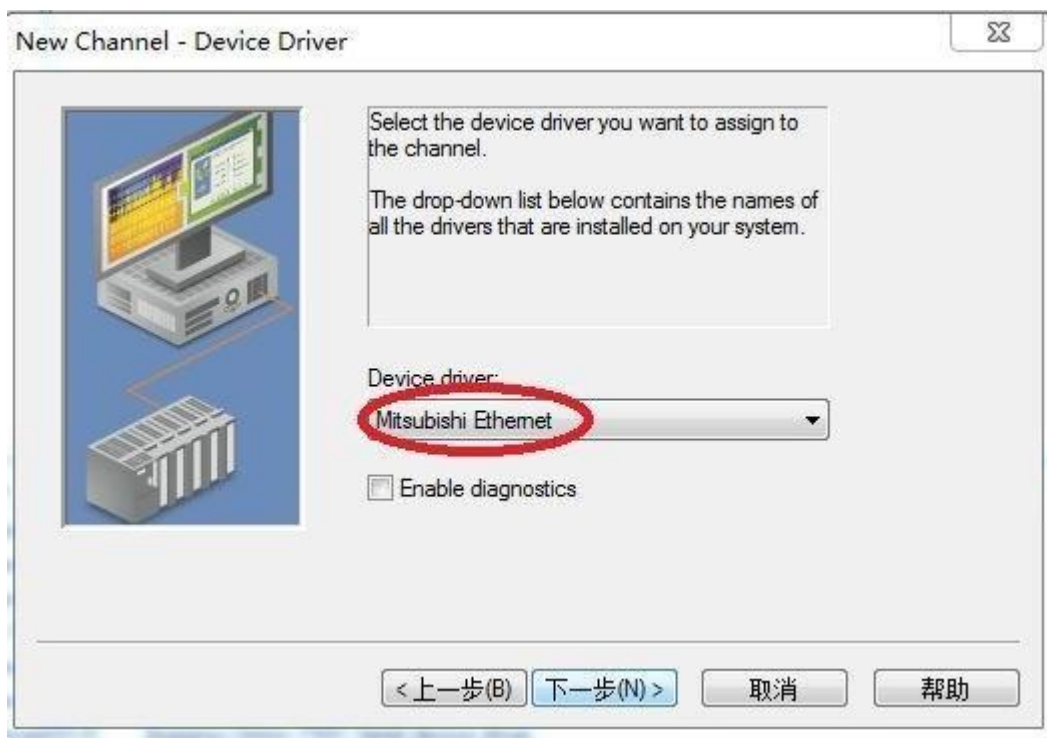 New Channel - Device Driver
Select the device driver you want to assign to
the channel.
The drop-down list below contains the names of
all the drivers that are installed on your system.
Device driver:
Mitsubishi Ethernet
Enable diagnostics
<上一步(B)
下一步(N)>
取消
帮助